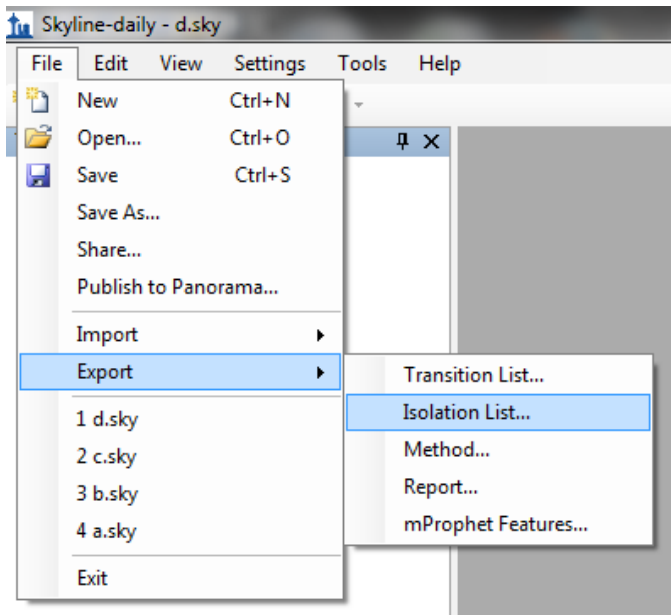 Skyline-daily - d.sky
File Edit View Settings Tools Help
New Ctrl+N
Open... Ctrl+O
Save Ctrl+S
Save As...
Share...
Publish to Panorama...
Import
Export
Transition List...
Isolation List...
Method...
Report...
mProphet Features...
1 d.sky
2 c.sky
3 b.sky
4 a.sky
Exit